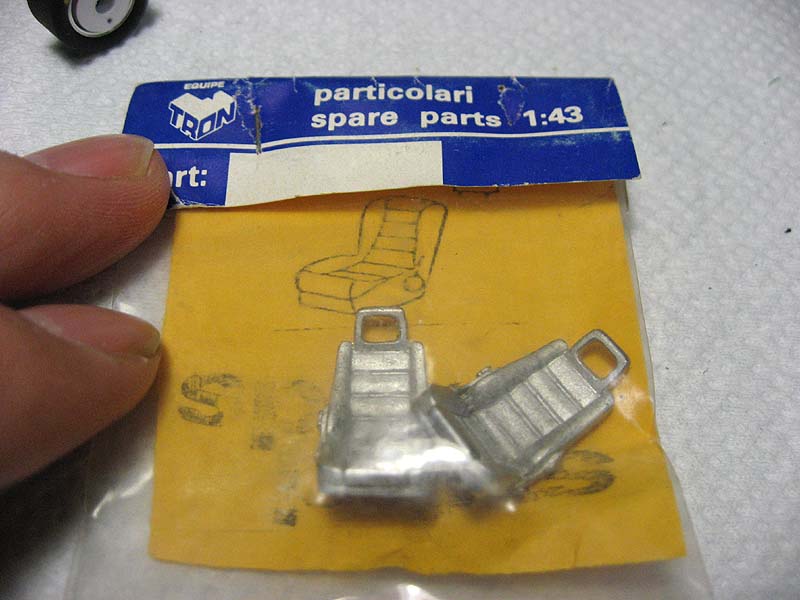 EQUIPE
TRON
particolari
spare parts 1:43
art: